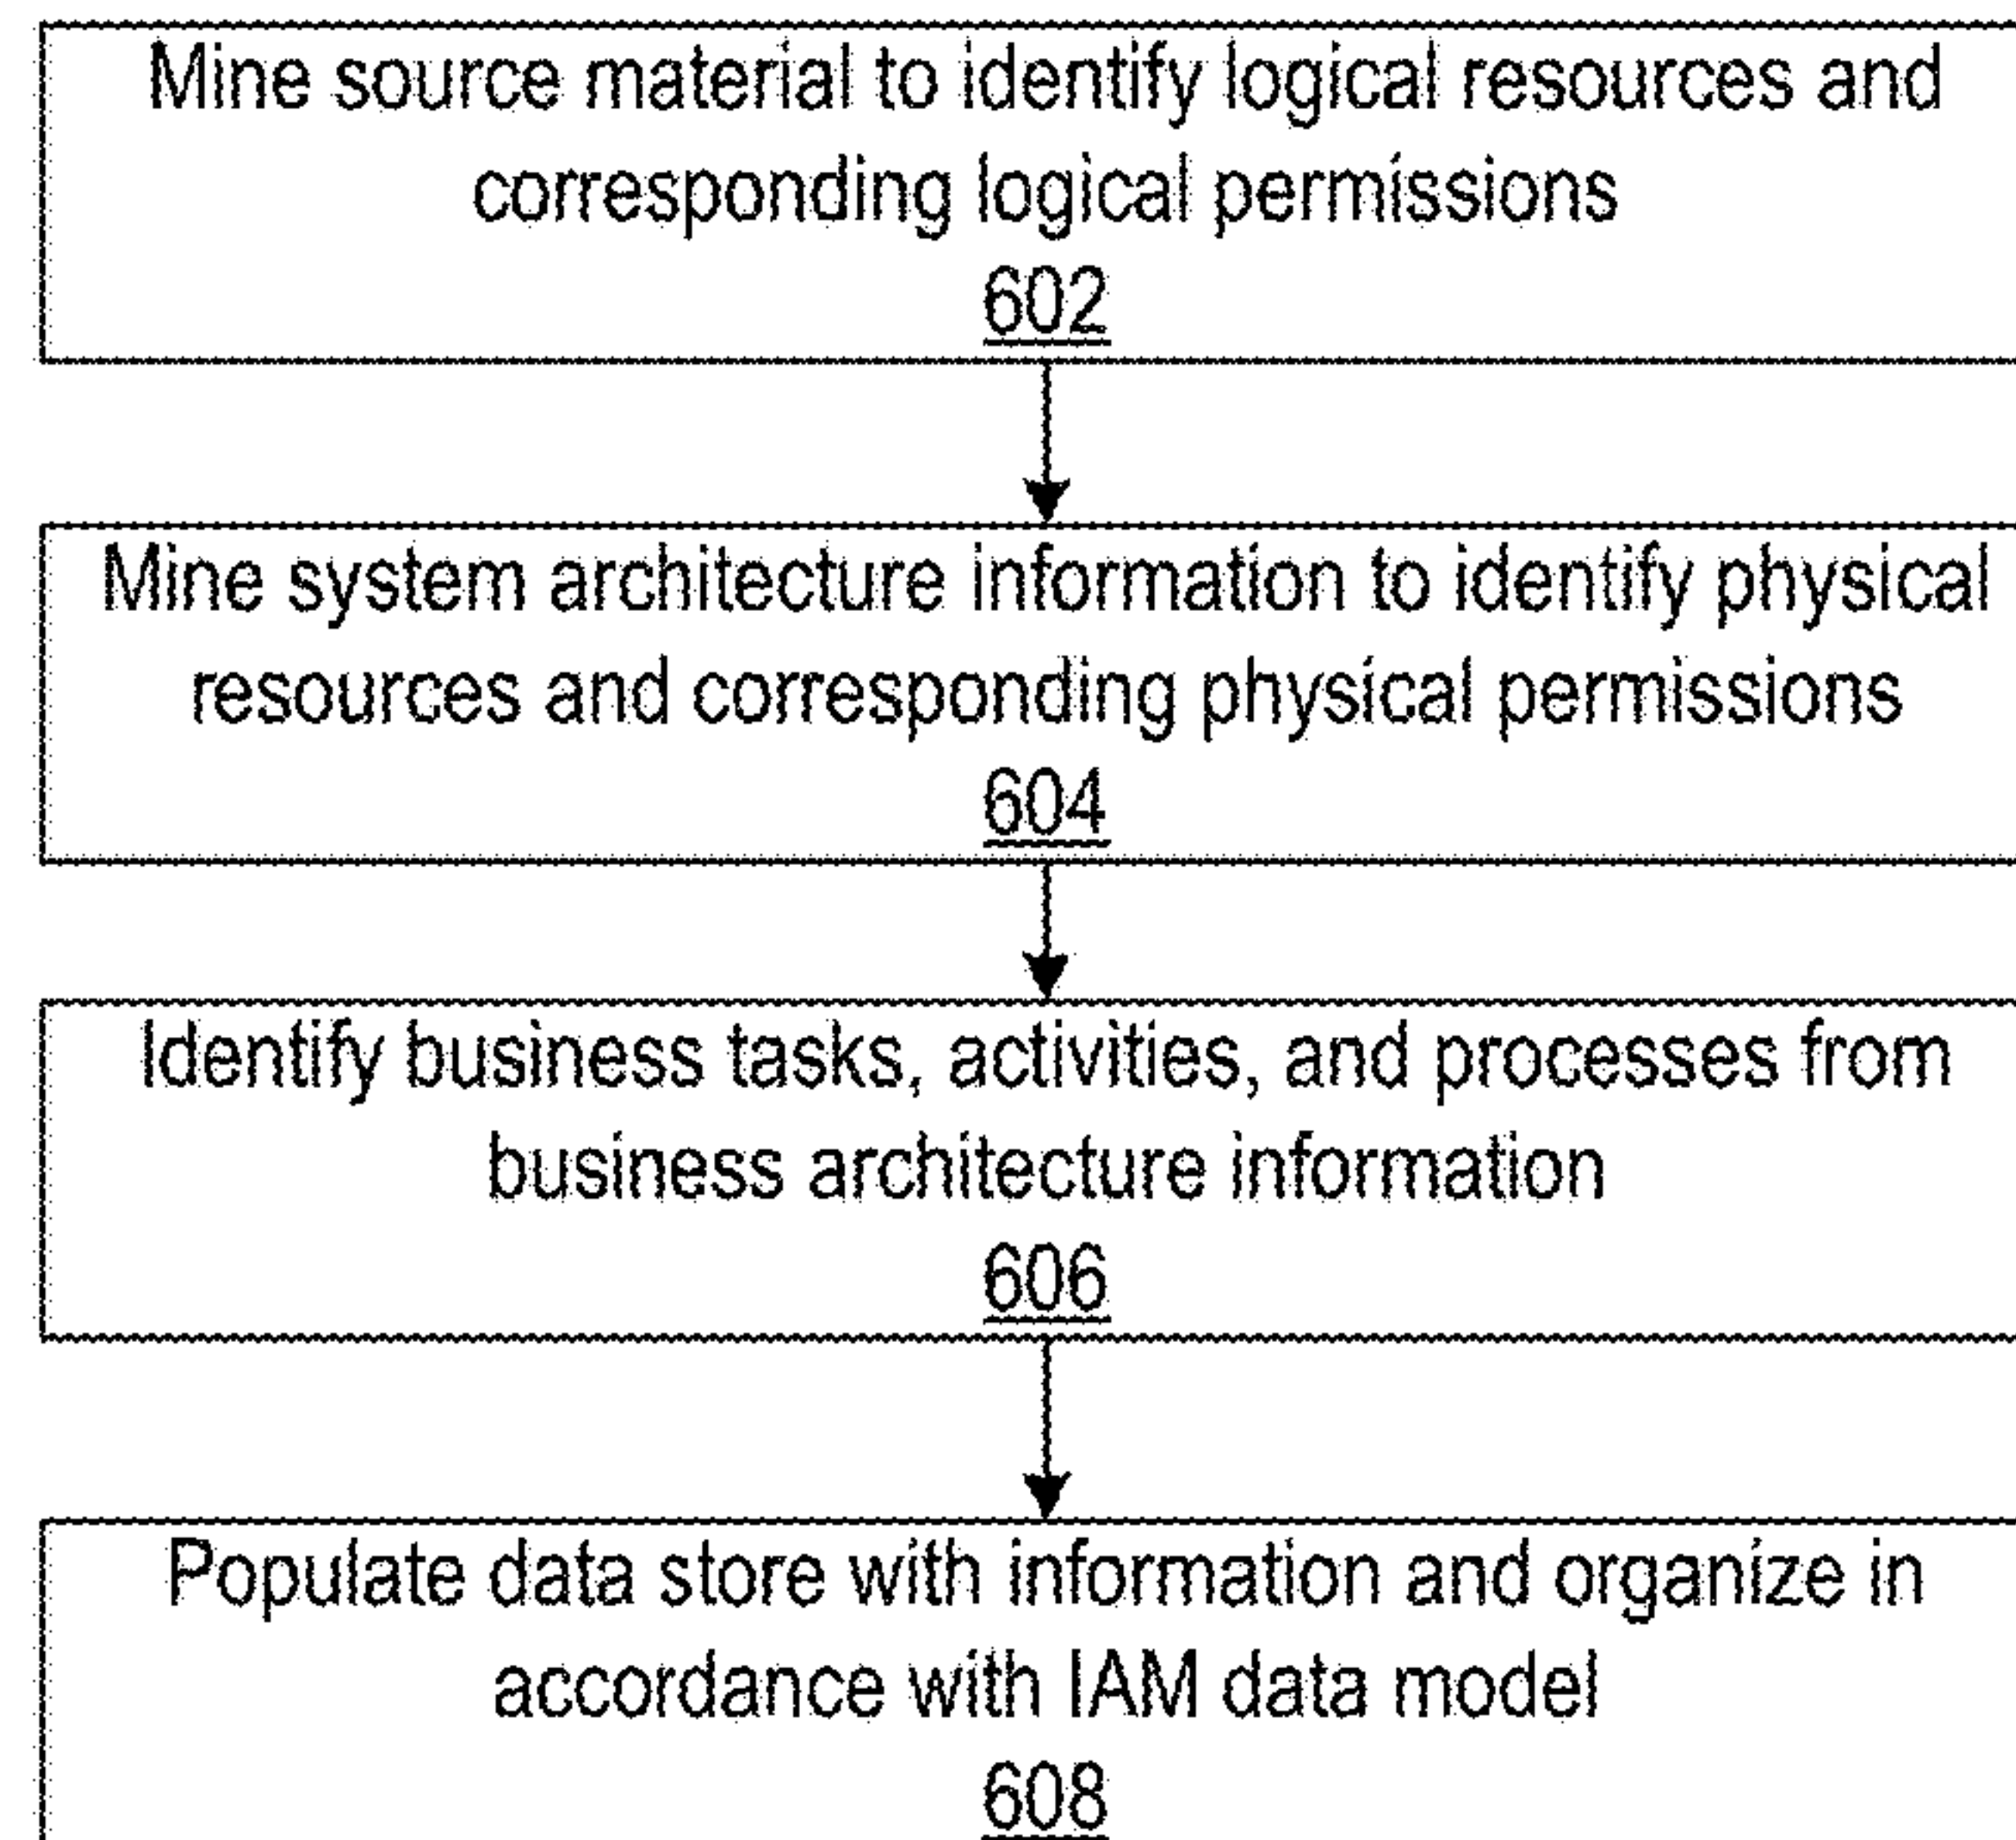 Mine source material to identify logical resources and
corresponding logical permissions
602
Mine system architecture information to identify physical
resources and corresponding physical permissions
604
Identify business tasks, activities, and processes from
business architecture information
606
Populate data store with information and organize in
accordance with IAM data model
608